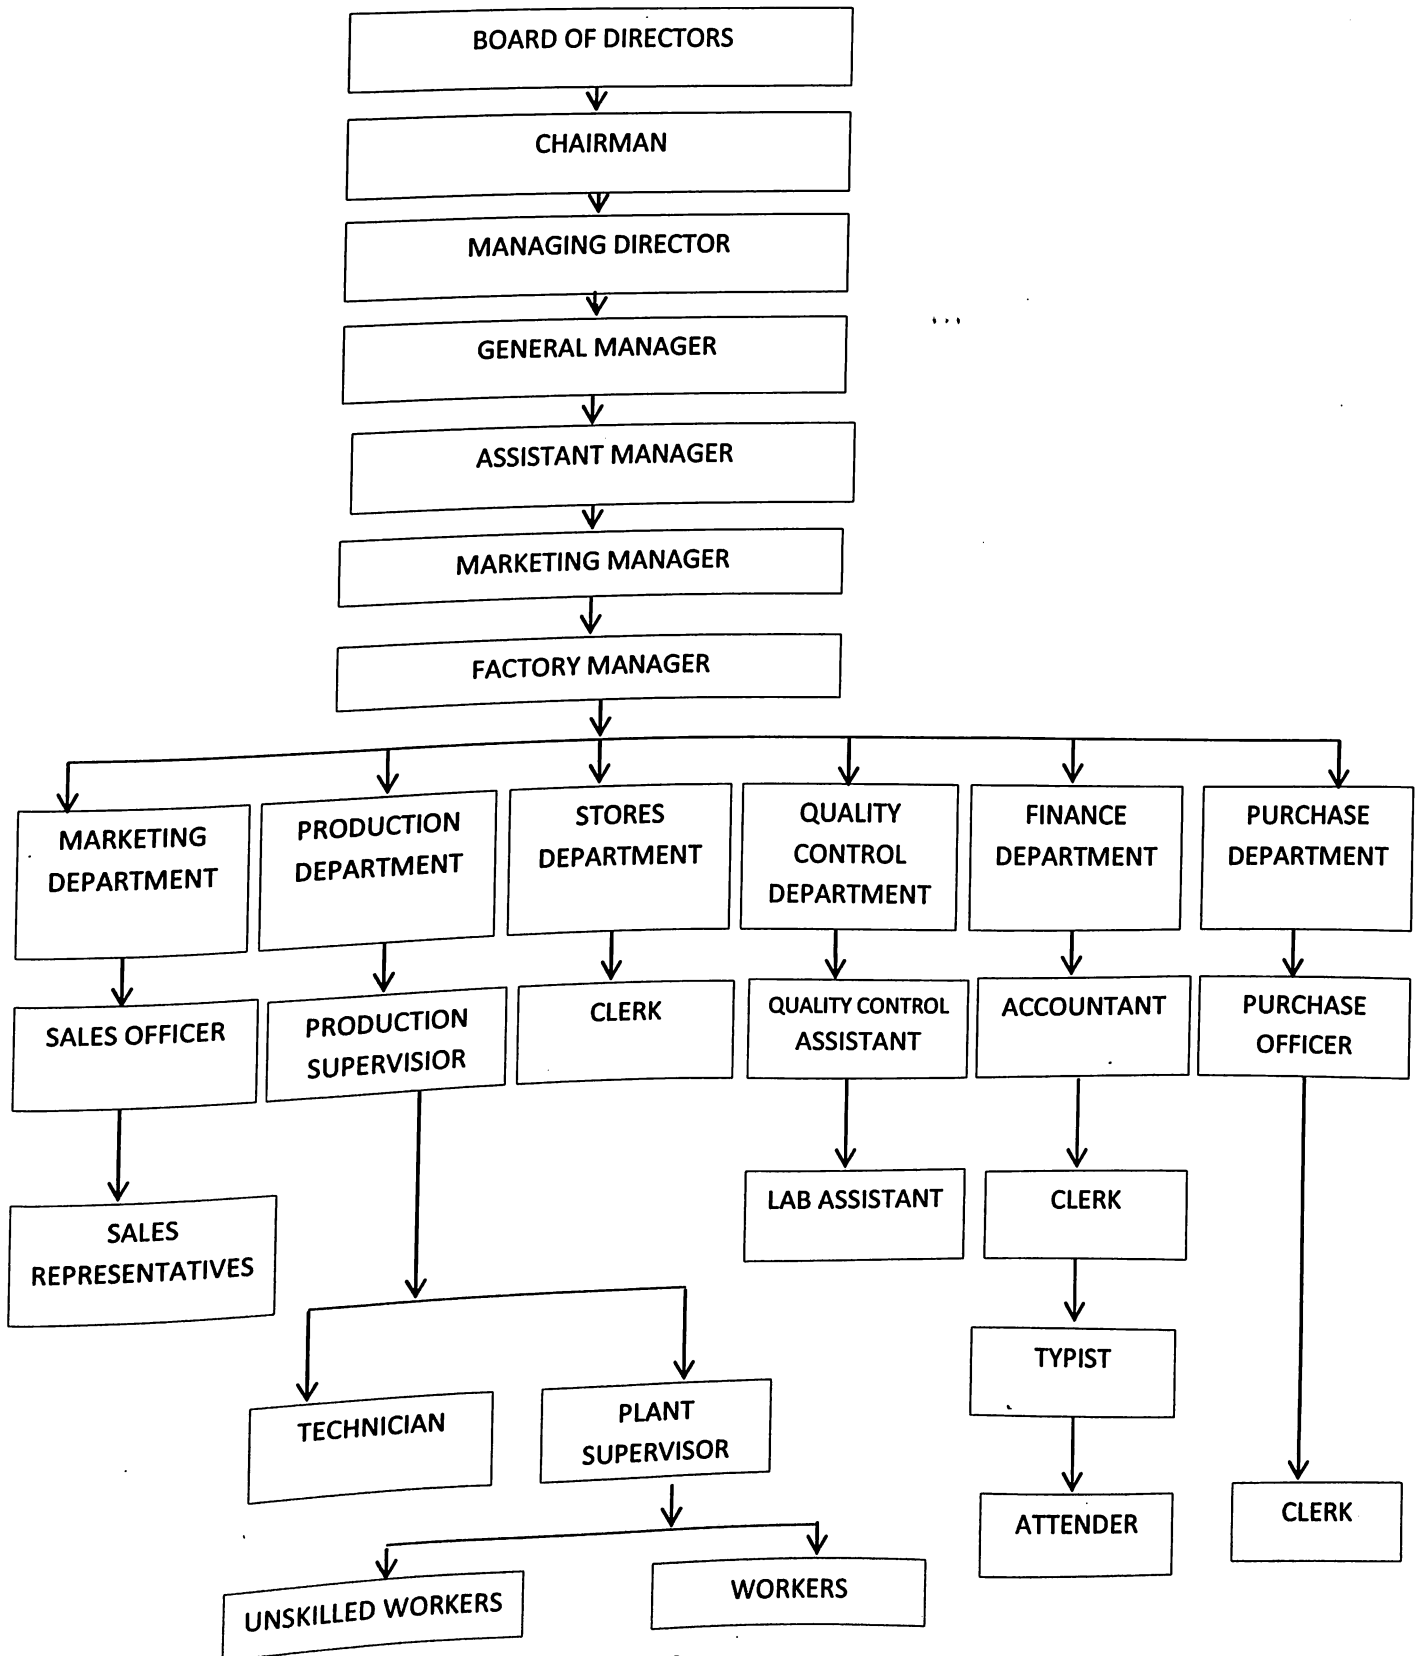 BOARD OF DIRECTORS
CHAIRMAN
MANAGING DIRECTOR
GENERAL MANAGER
ASSISTANT MANAGER
MARKETING MANAGER
FACTORY MANAGER
MARKETING
DEPARTMENT
PRODUCTION
DEPARTMENT
STORES
DEPARTMENT
QUALITY
CONTROL
DEPARTMENT
FINANCE
DEPARTMENT
PURCHASE
DEPARTMENT
SALES OFFICER
PRODUCTION
SUPERVISIOR
CLERK
QUALITY CONTROL
ASSISTANT
ACCOUNTANT
PURCHASE
OFFICER
SALES
REPRESENTATIVES
LAB ASSISTANT
CLERK
TYPIST
TECHNICIAN
PLANT
SUPERVISOR
ATTENDER
CLERK
UNSKILLED WORKERS
WORKERS